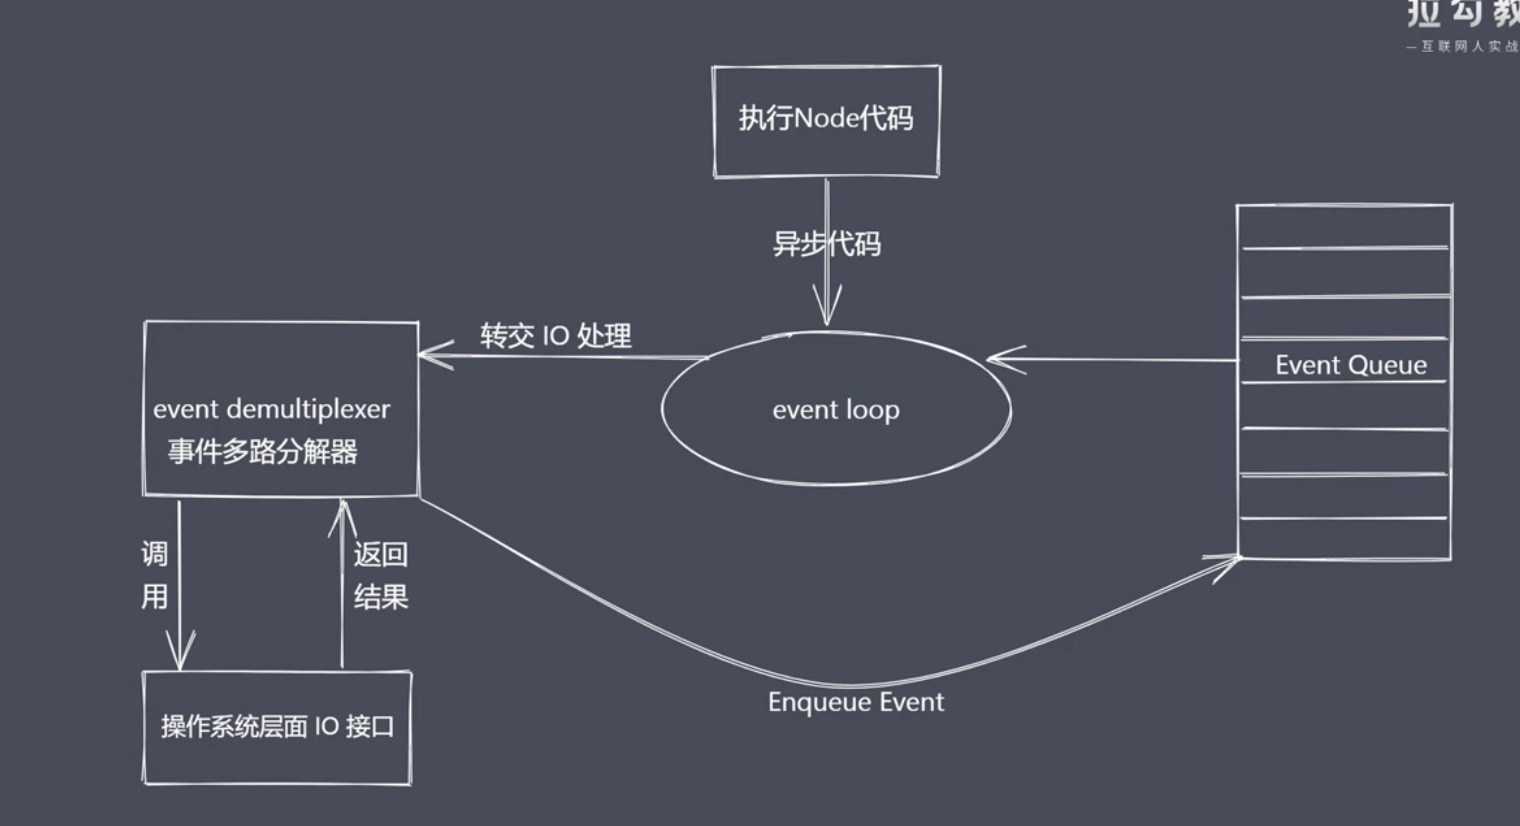 拉勾教
—互联网人实战
执行Node代码
异步代码
转交 IO 处理
Event Queue
event demultiplexer
事件多路分解器
event loop
调
用
返回
结果
操作系统层面 IO 接口
Enqueue Event